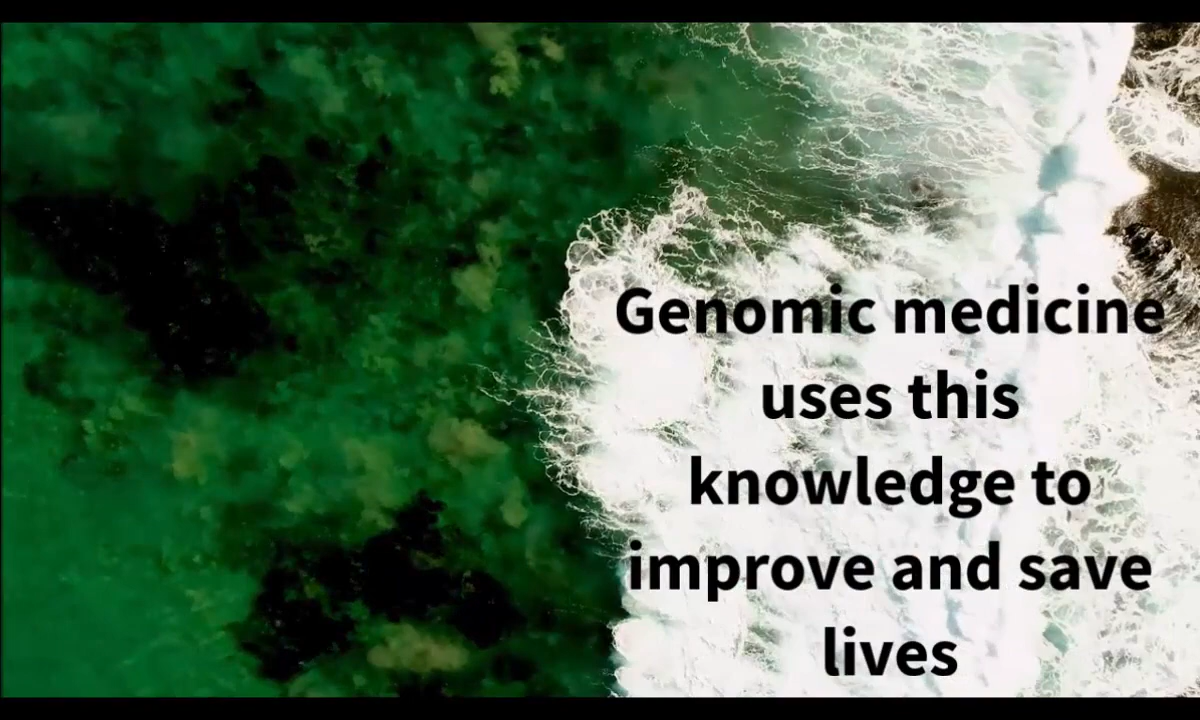 Genomic medicine
uses this
knowledge to
improve and save
lives